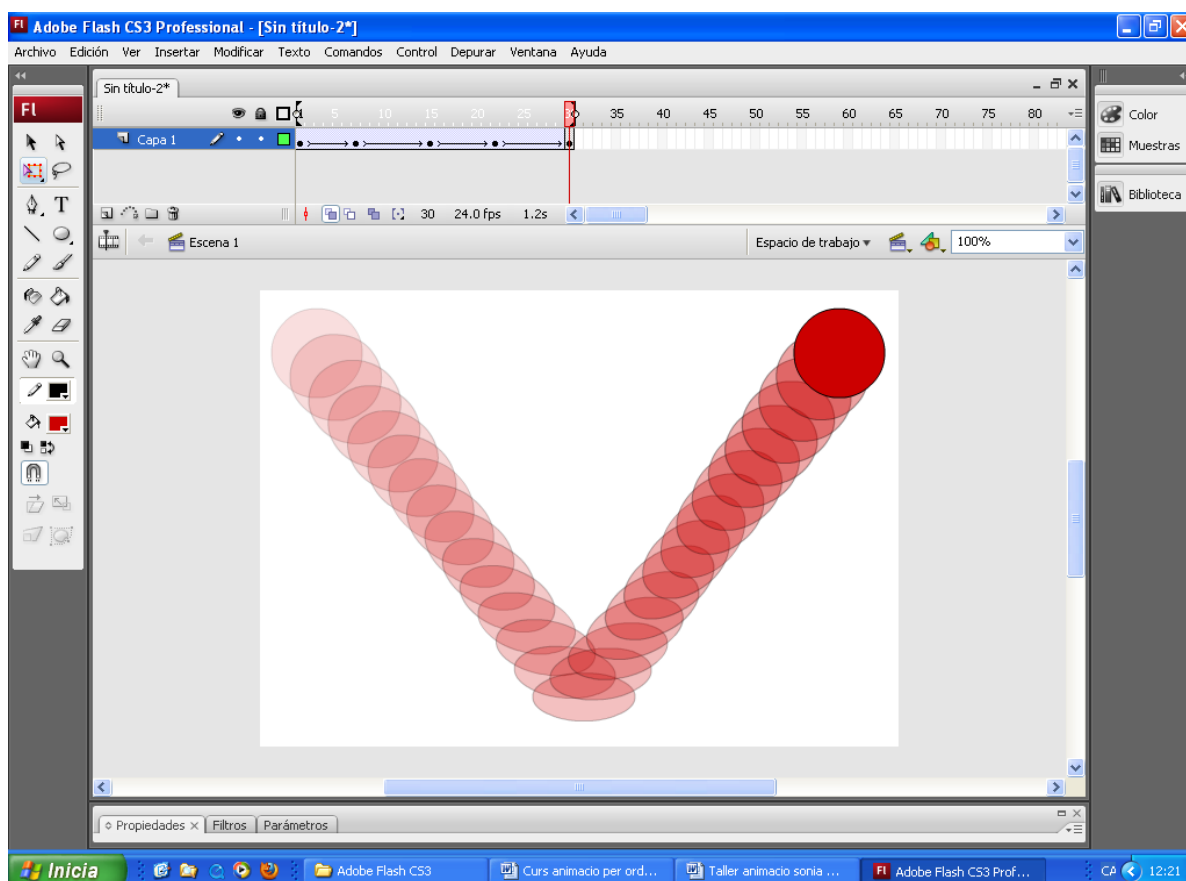 Fl Adobe Flash CS3 Professional - [Sin título-2*]
Archivo Edición Ver Insertar Modificar Texto Comandos Control Depurar Ventana Ayuda
Sin título-2*
Fl
5 10 15 20 25 30 35 40 45 50 55 60 65 70 75 80
Capa 1
30 24.0 fps 1.2s
Escena 1
Espacio de trabajo
100%
Color
Muestras
Biblioteca
T
Propiedades Filtros Parámetros
Inicia
Adobe Flash CS3
Curs animacio per ord...
Taller animacio sonia ...
Fl Adobe Flash CS3 Prof...
CA
12:21